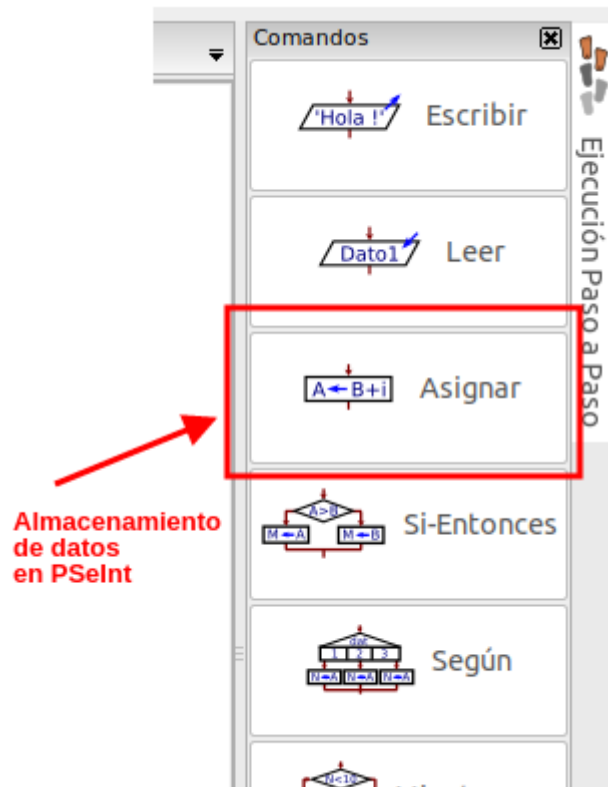 Comandos
'Hola !'
Escribir
Dato1
Leer
A←B+i
Asignar
A>B
M←A
M←B
Si-Entonces
dat
1 2 3
N←A N←A N←A
Según
N<10
Ejecución Paso a Paso
Almacenamiento
de datos
en PSeInt